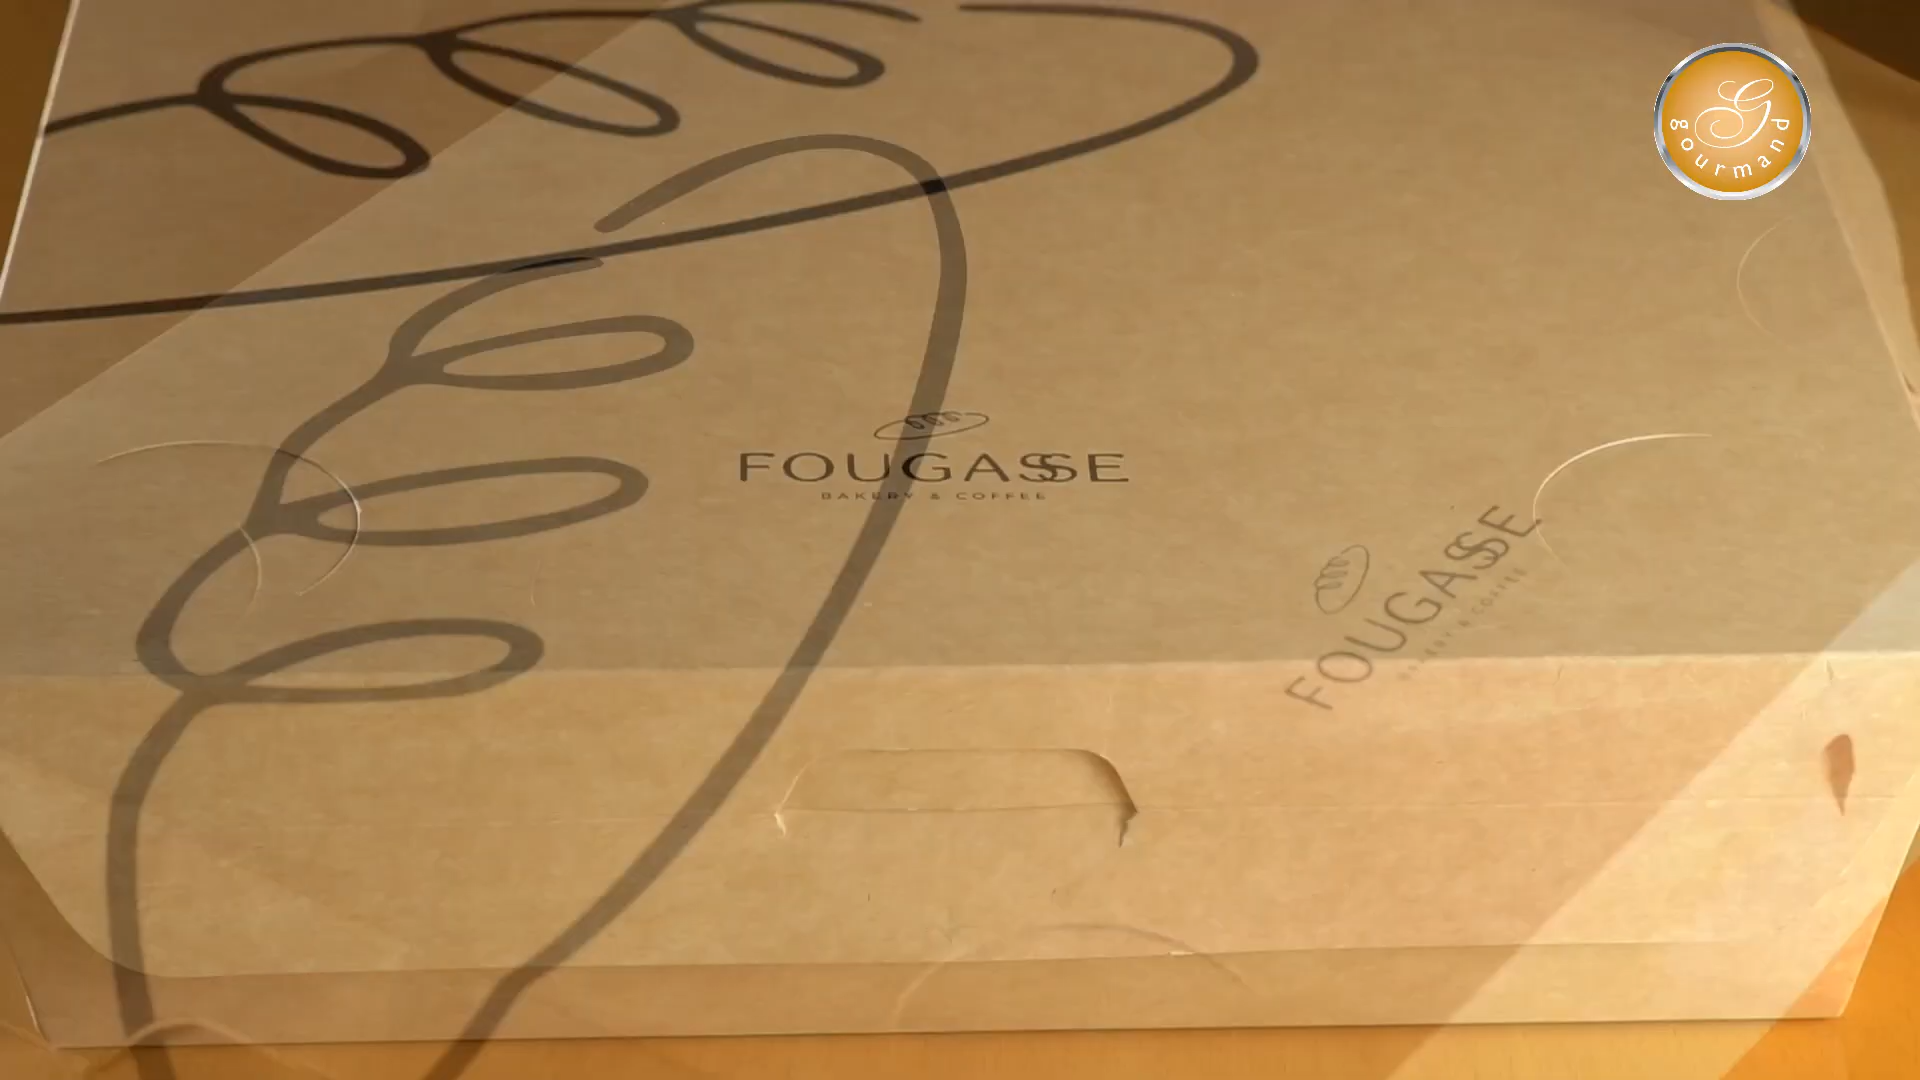 G
gourmand
FOUGASSE
BAKERY & COFFEE
FOUGASSE
BAKERY & COFFEE